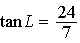 tan L = 24/7